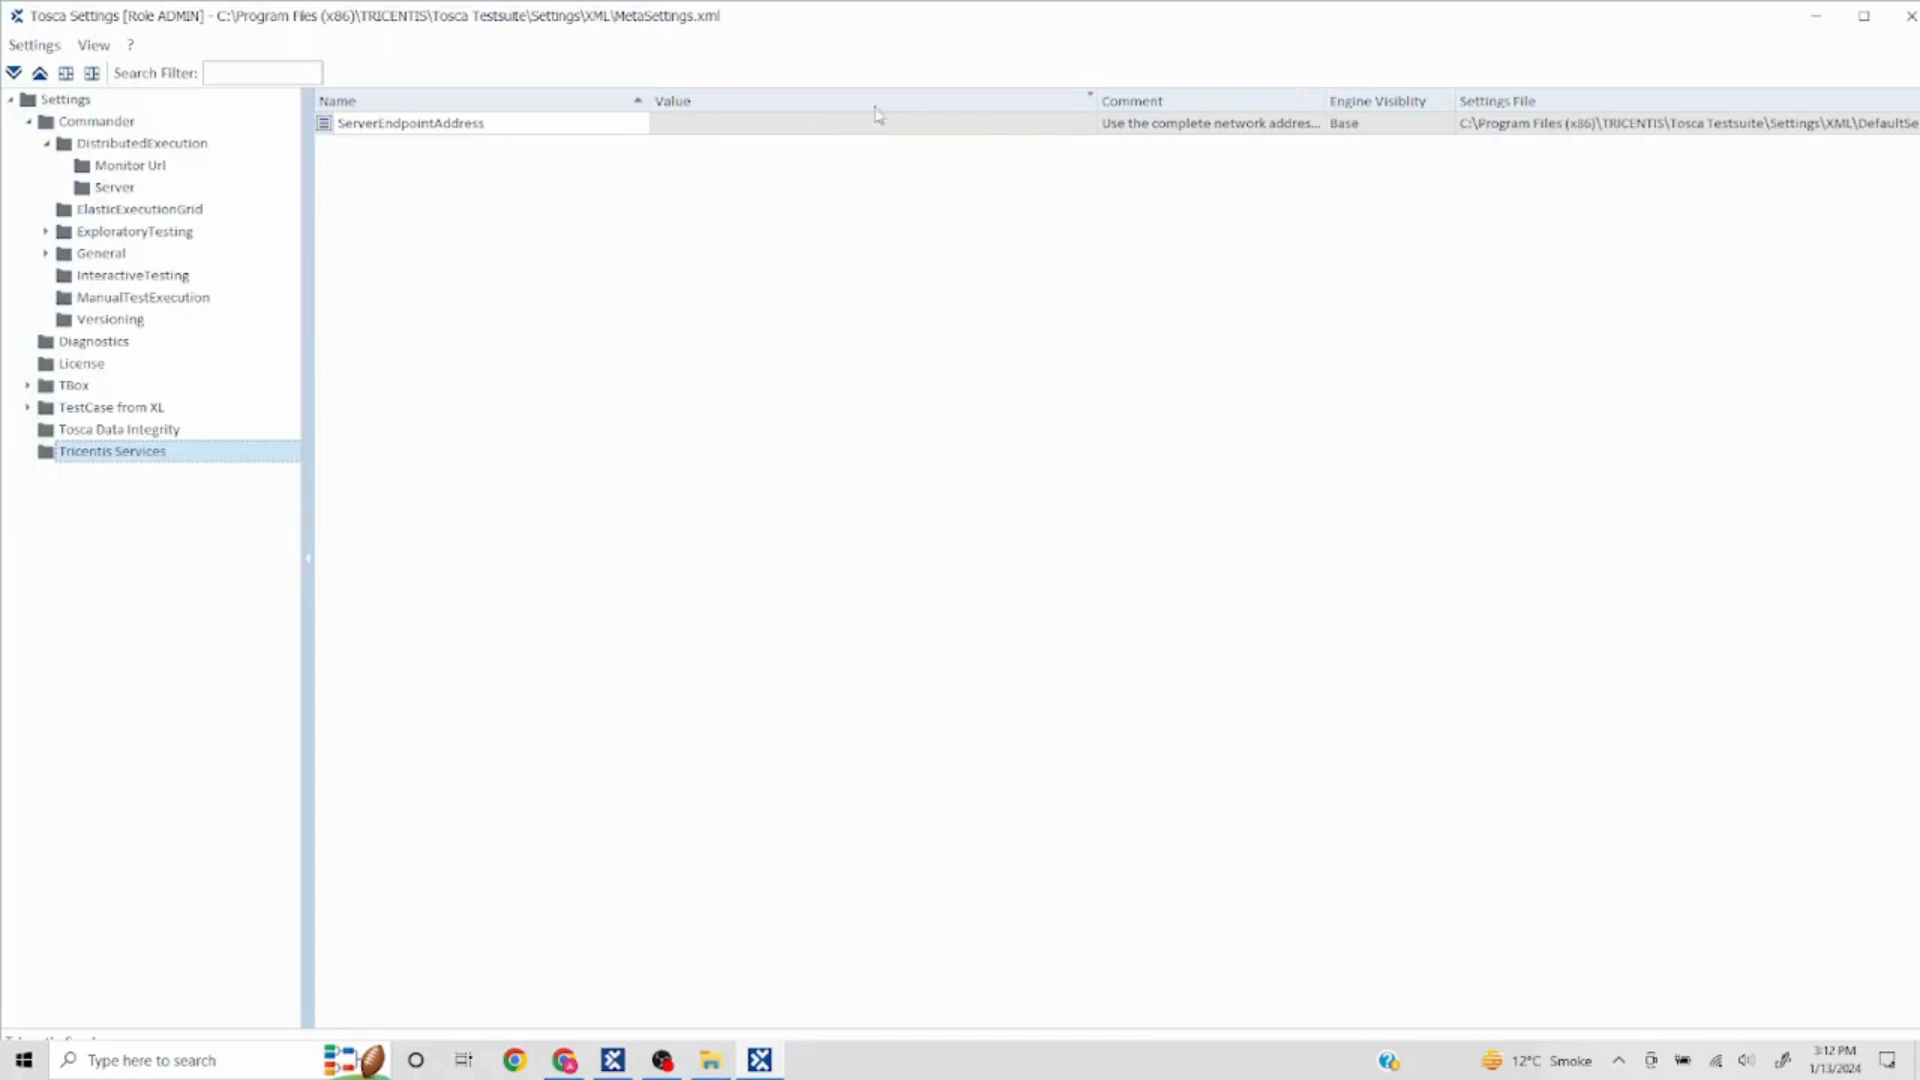 Tosca Settings [Role ADMIN] - C:\Program Files (x86)\TRICENTIS\Tosca Testsuite\Settings\XML\MetaSettings.xml
Settings View ?
Search Filter:
Settings
Commander
DistributedExecution
Monitor Url
Server
ElasticExecutionGrid
ExploratoryTesting
General
InteractiveTesting
ManualTestExecution
Versioning
Diagnostics
License
TBox
TestCase from XL
Tosca Data Integrity
Tricentis Services
Name Value Comment Engine Visiblity Settings File
ServerEndpointAddress Use the complete network addres... Base C:\Program Files (x86)\TRICENTIS\Tosca Testsuite\Settings\XML\DefaultSe
Type here to search
12°C Smoke
3:12 PM
1/13/2024